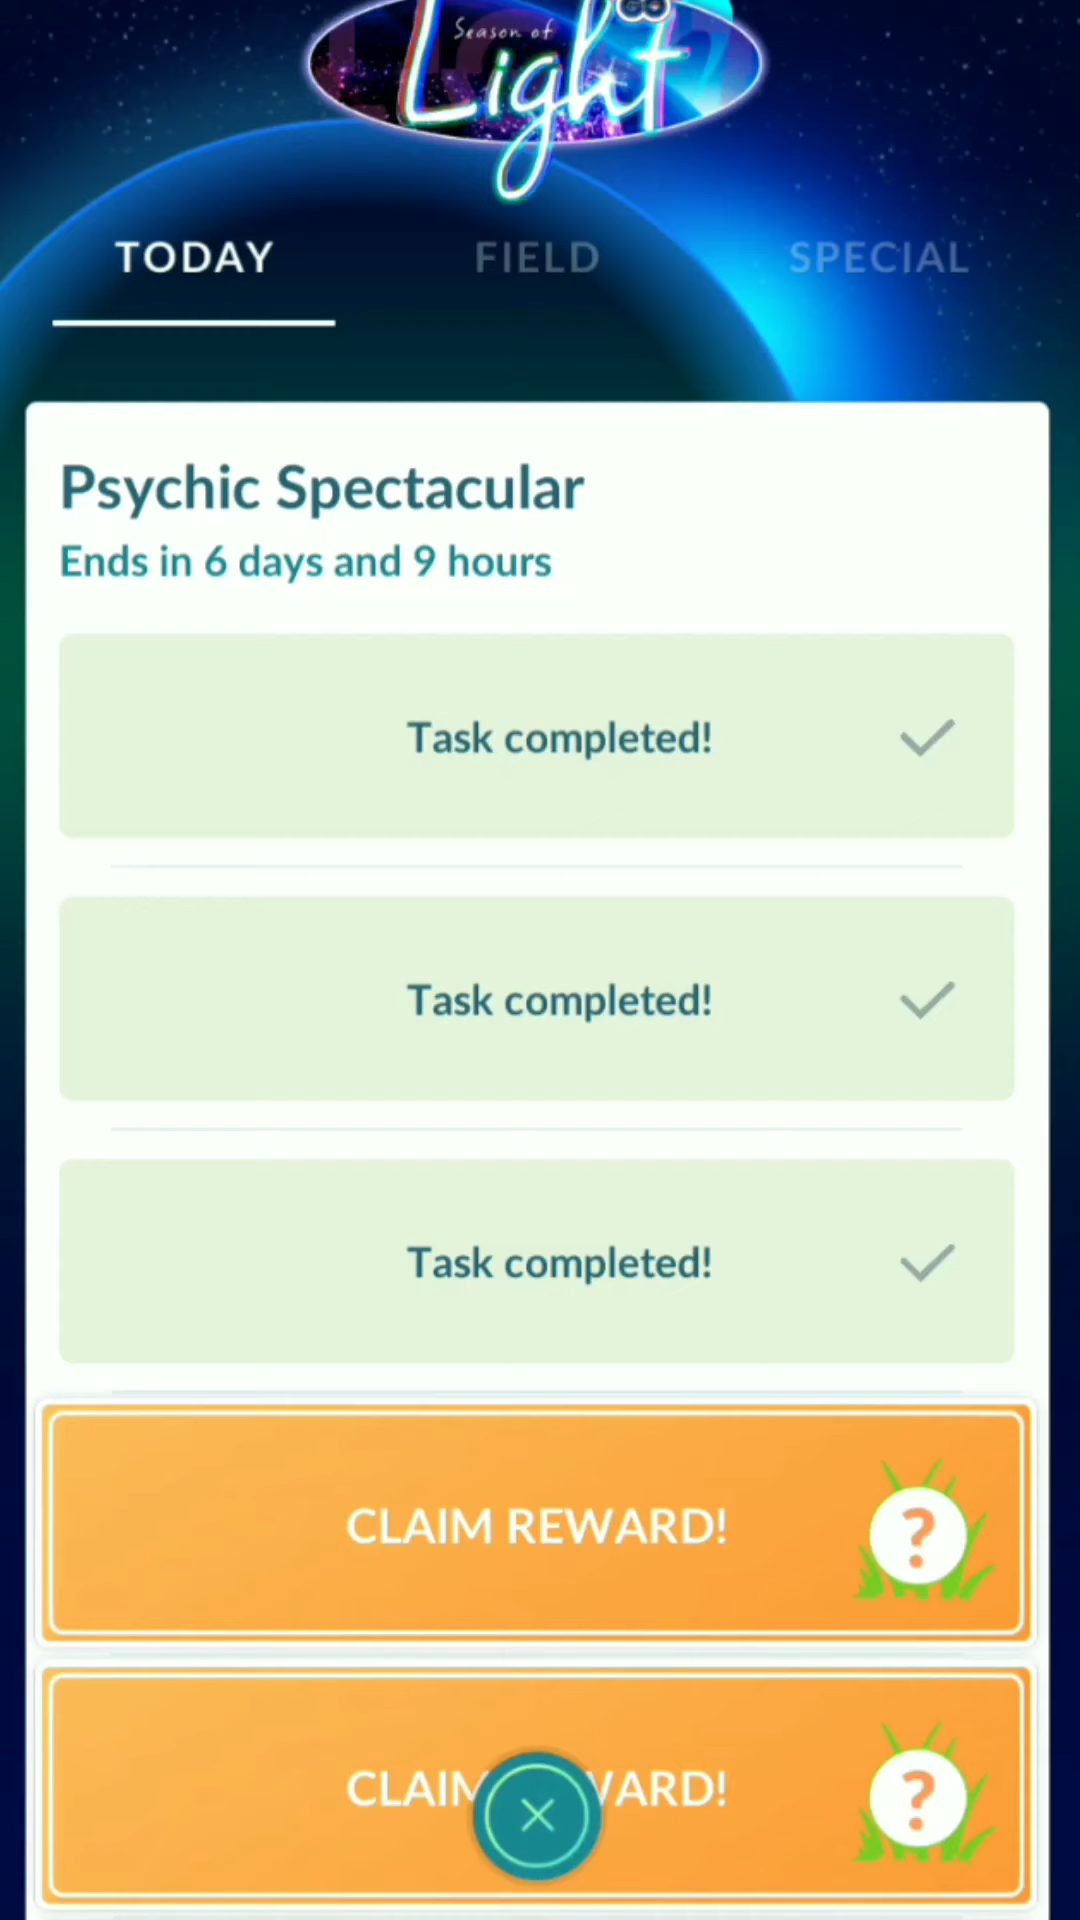 GO
Season of
Light
TODAY
FIELD
SPECIAL
Psychic Spectacular
Ends in 6 days and 9 hours
Task completed!
Task completed!
Task completed!
CLAIM REWARD!
?
CLAIM WARD!
?